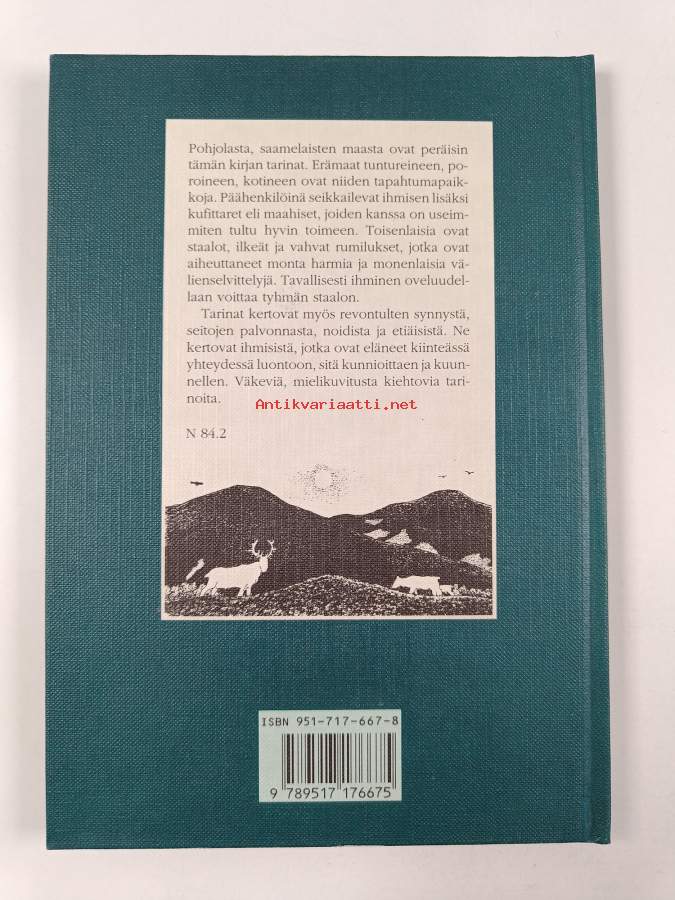 Pohjolasta, saamelaisten maasta ovat peräisin
tämän kirjan tarinat. Erämaat tuntureineen, po-
roineen, kotineen ovat niiden tapahtumapaik-
koja. Päähenkilöinä seikkailevat ihmisen lisäksi
kufittaret eli maahiset, joiden kanssa on useim-
miten tultu hyvin toimeen. Toisenlaisia ovat
staalot, ilkeät ja vahvat rumilukset, jotka ovat
aiheuttaneet monta harmia ja monenlaisia vä-
lienselvittelyjä. Tavallisesti ihminen oveluudel-
laan voittaa tyhmän staalon.
Tarinat kertovat myös revontulten synnystä,
seitojen palvonnasta, noidista ja etiäisistä. Ne
kertovat ihmisistä, jotka ovat eläneet kiinteässä
yhteydessä luontoon, sitä kunnioittaen ja kuun-
nellen. Väkeviä, mielikuvitusta kiehtovia tari-
noita.
Antikvariaatti.net
N 84.2
ISBN 951-717-667-8
9 789517 176675